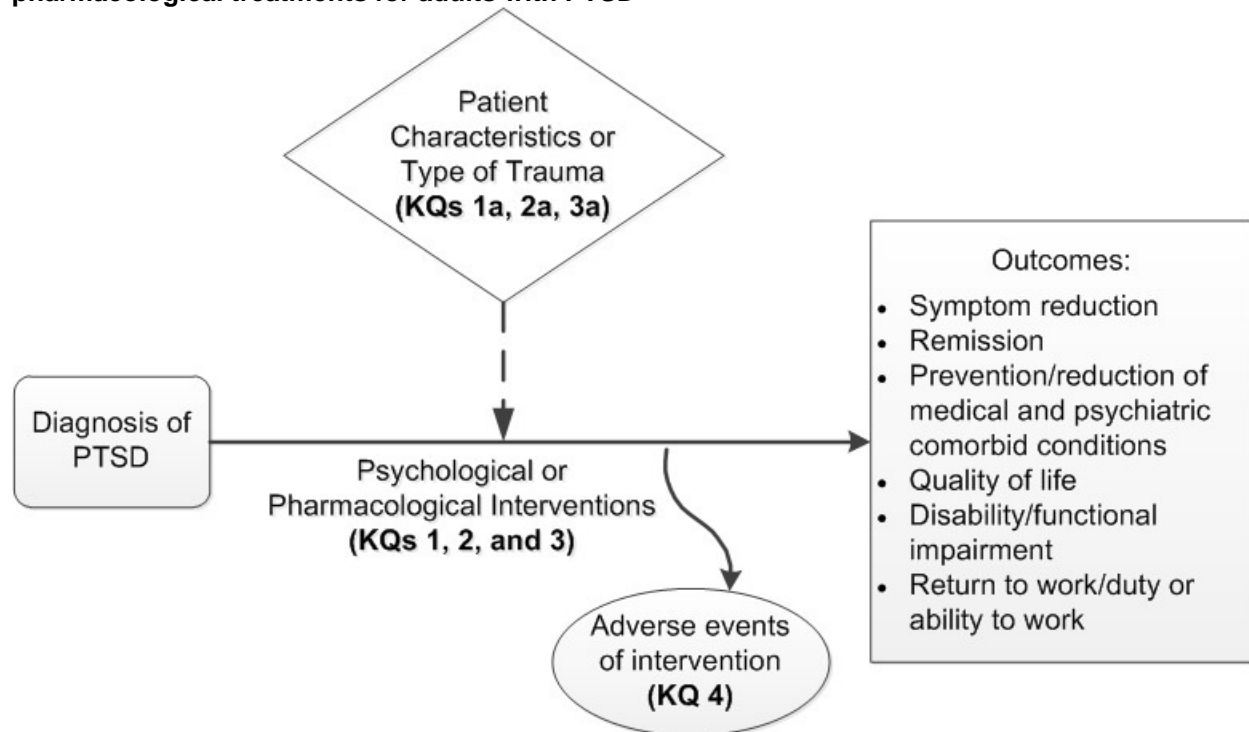 pharmacological treatments for adults with PTSD
Patient
Characteristics or
Type of Trauma
(KQs 1a, 2a, 3a)
Diagnosis of
PTSD
Psychological or
Pharmacological Interventions
(KQs 1, 2, and 3)
Adverse events
of intervention
(KQ 4)
Outcomes:
• Symptom reduction
• Remission
• Prevention/reduction of
medical and psychiatric
comorbid conditions
• Quality of life
• Disability/functional
impairment
• Return to work/duty or
ability to work